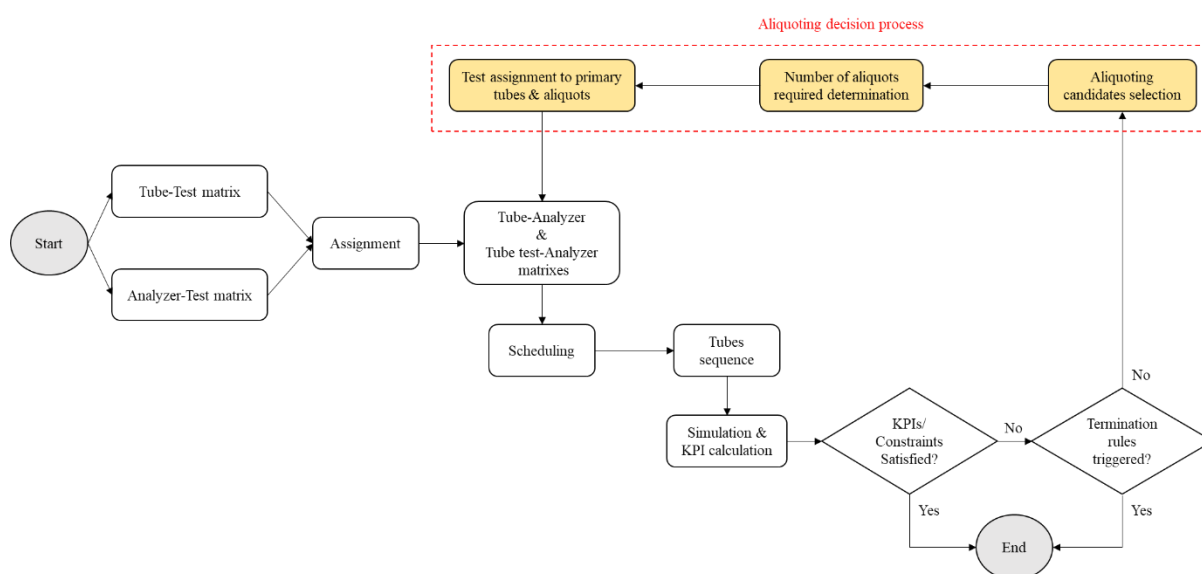 Aliquoting decision process
Test assignment to primary
tubes & aliquots
Number of aliquots
required determination
Aliquoting
candidates selection
Tube-Test matrix
Start
Assignment
Analyzer-Test matrix
Tube-Analyzer
&
Tube test-Analyzer
matrixes
Scheduling
Tubes
sequence
Simulation &
KPI calculation
KPIs/
Constraints
Satisfied?
No
Termination
rules
triggered?
No
Yes
Yes
End